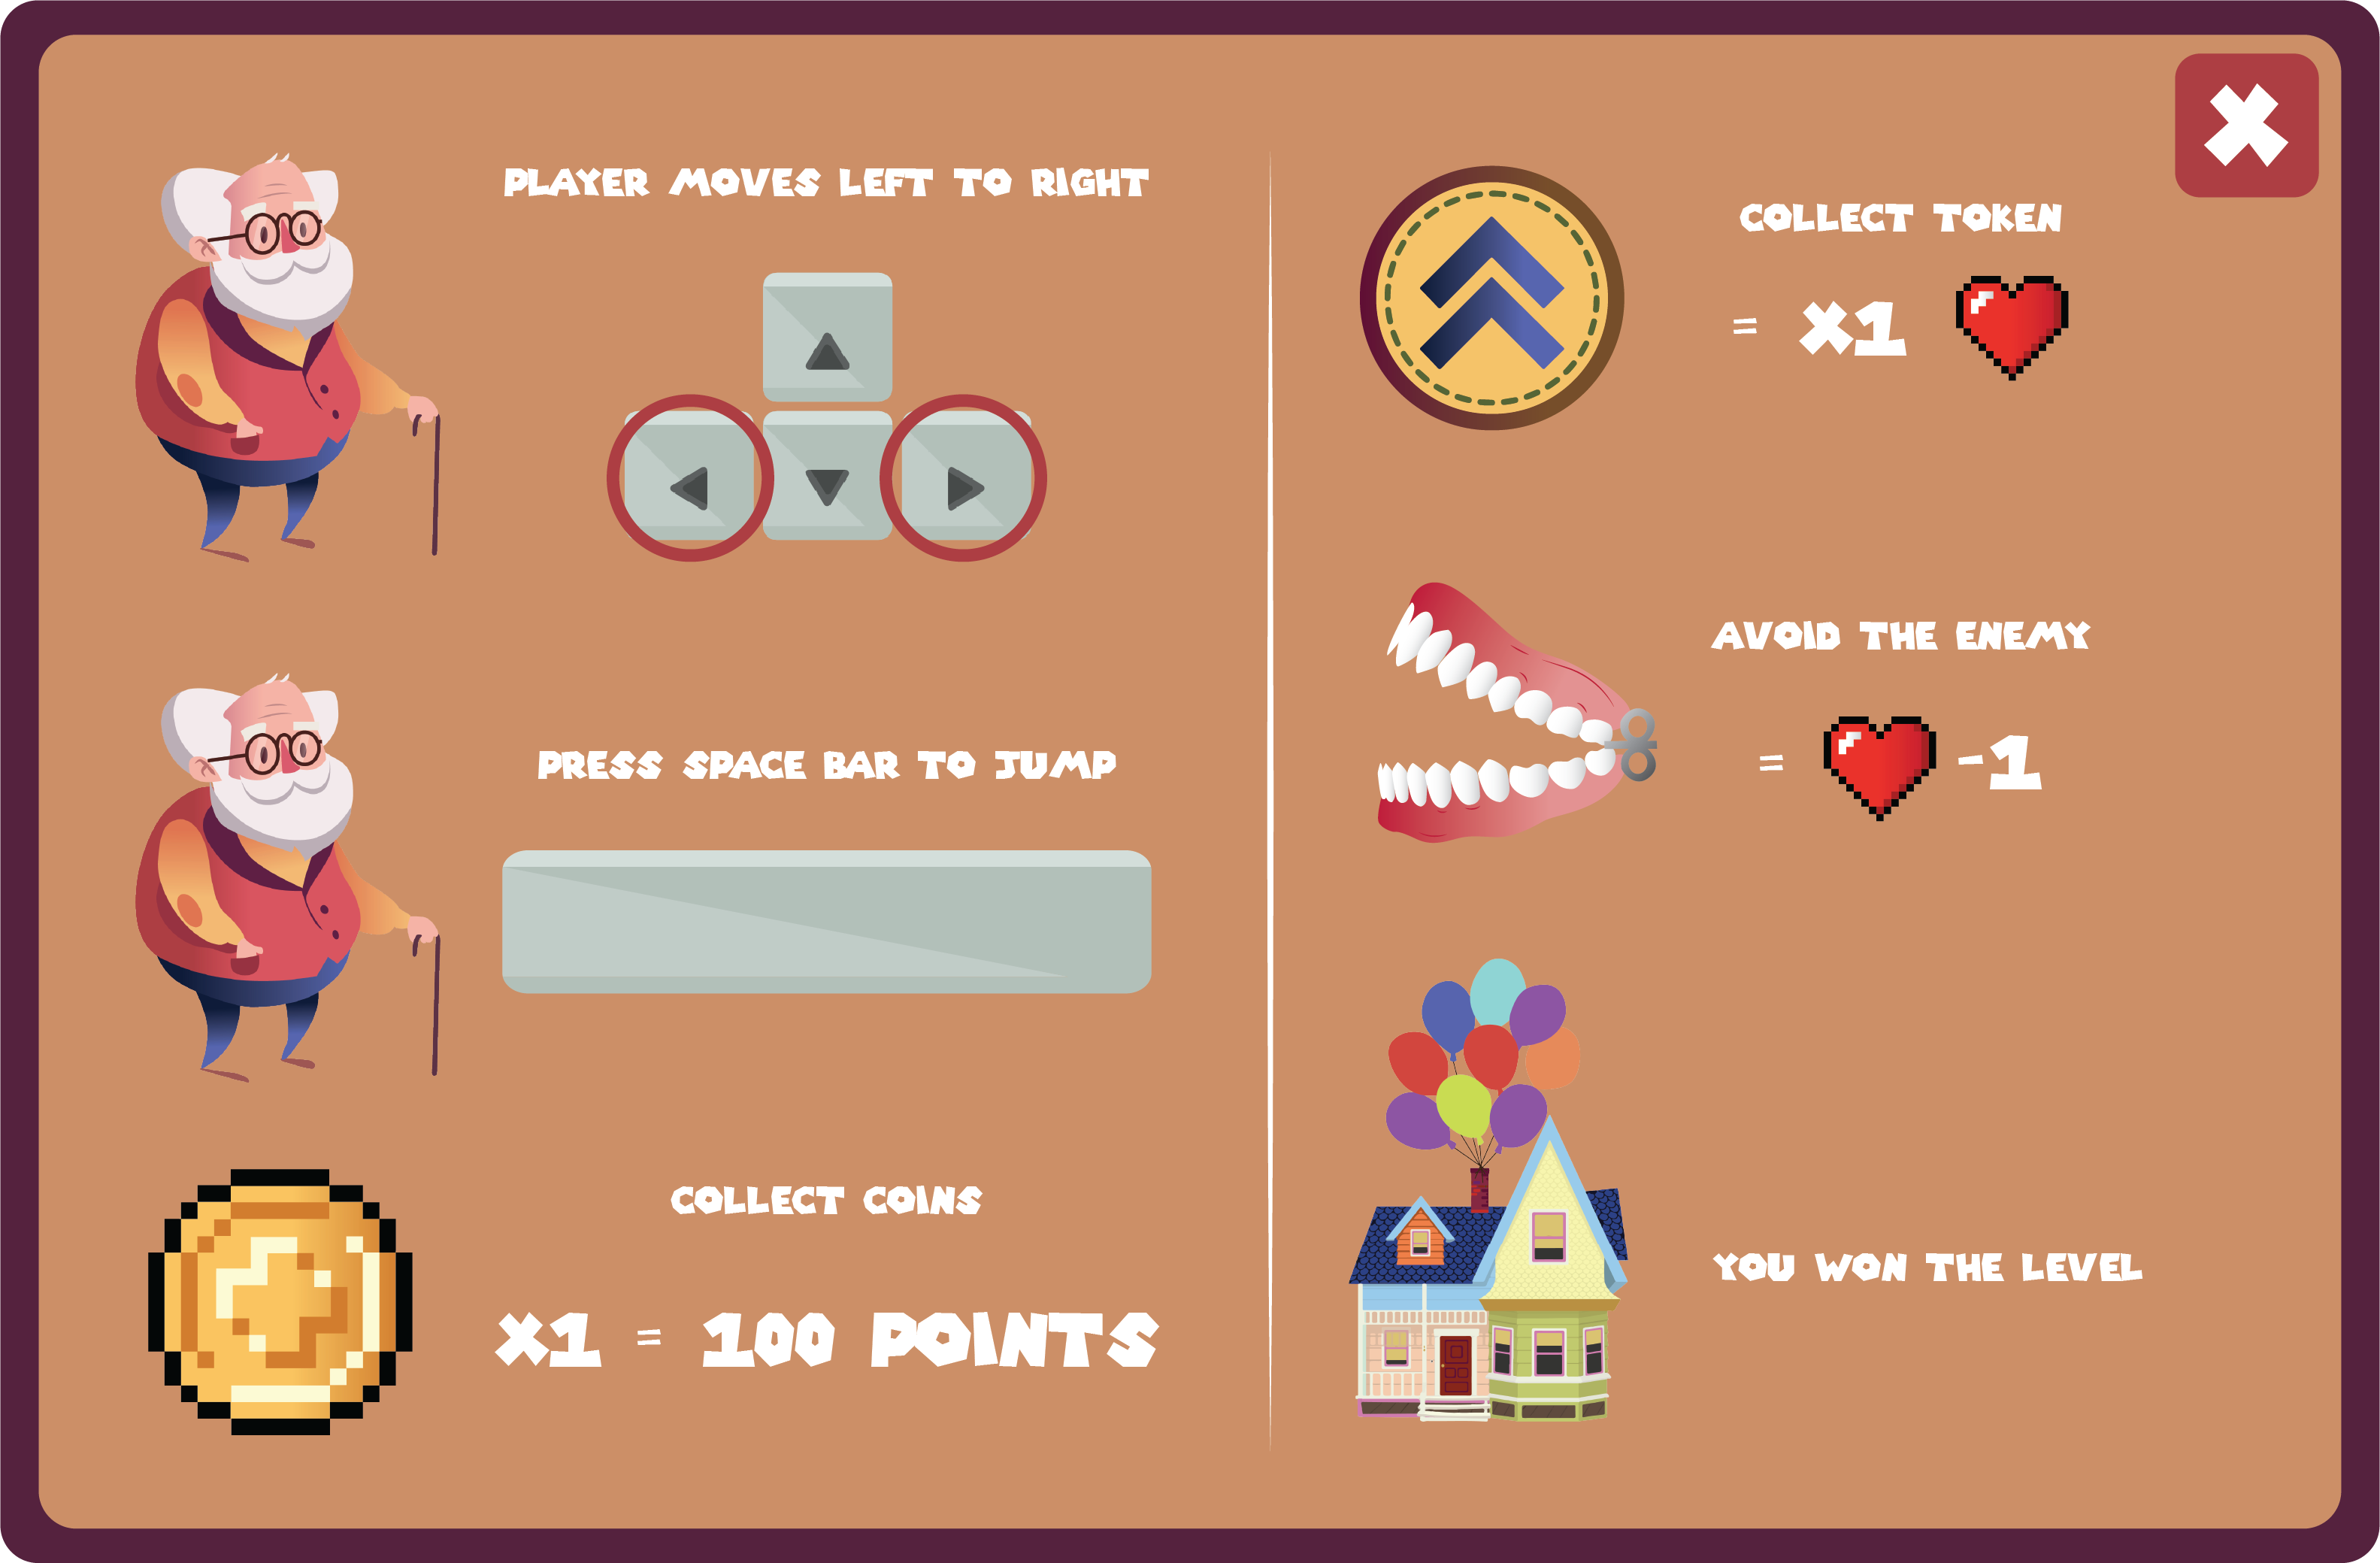 PLAYER MOVES LEFT TO RIGHT
PRESS SPACE BAR TO JUMP
COLLECT COINS
X1 = 100 POINTS
X
COLLECT TOKEN
= X1
AVOID THE ENEMY
= -1
YOU WON THE LEVEL